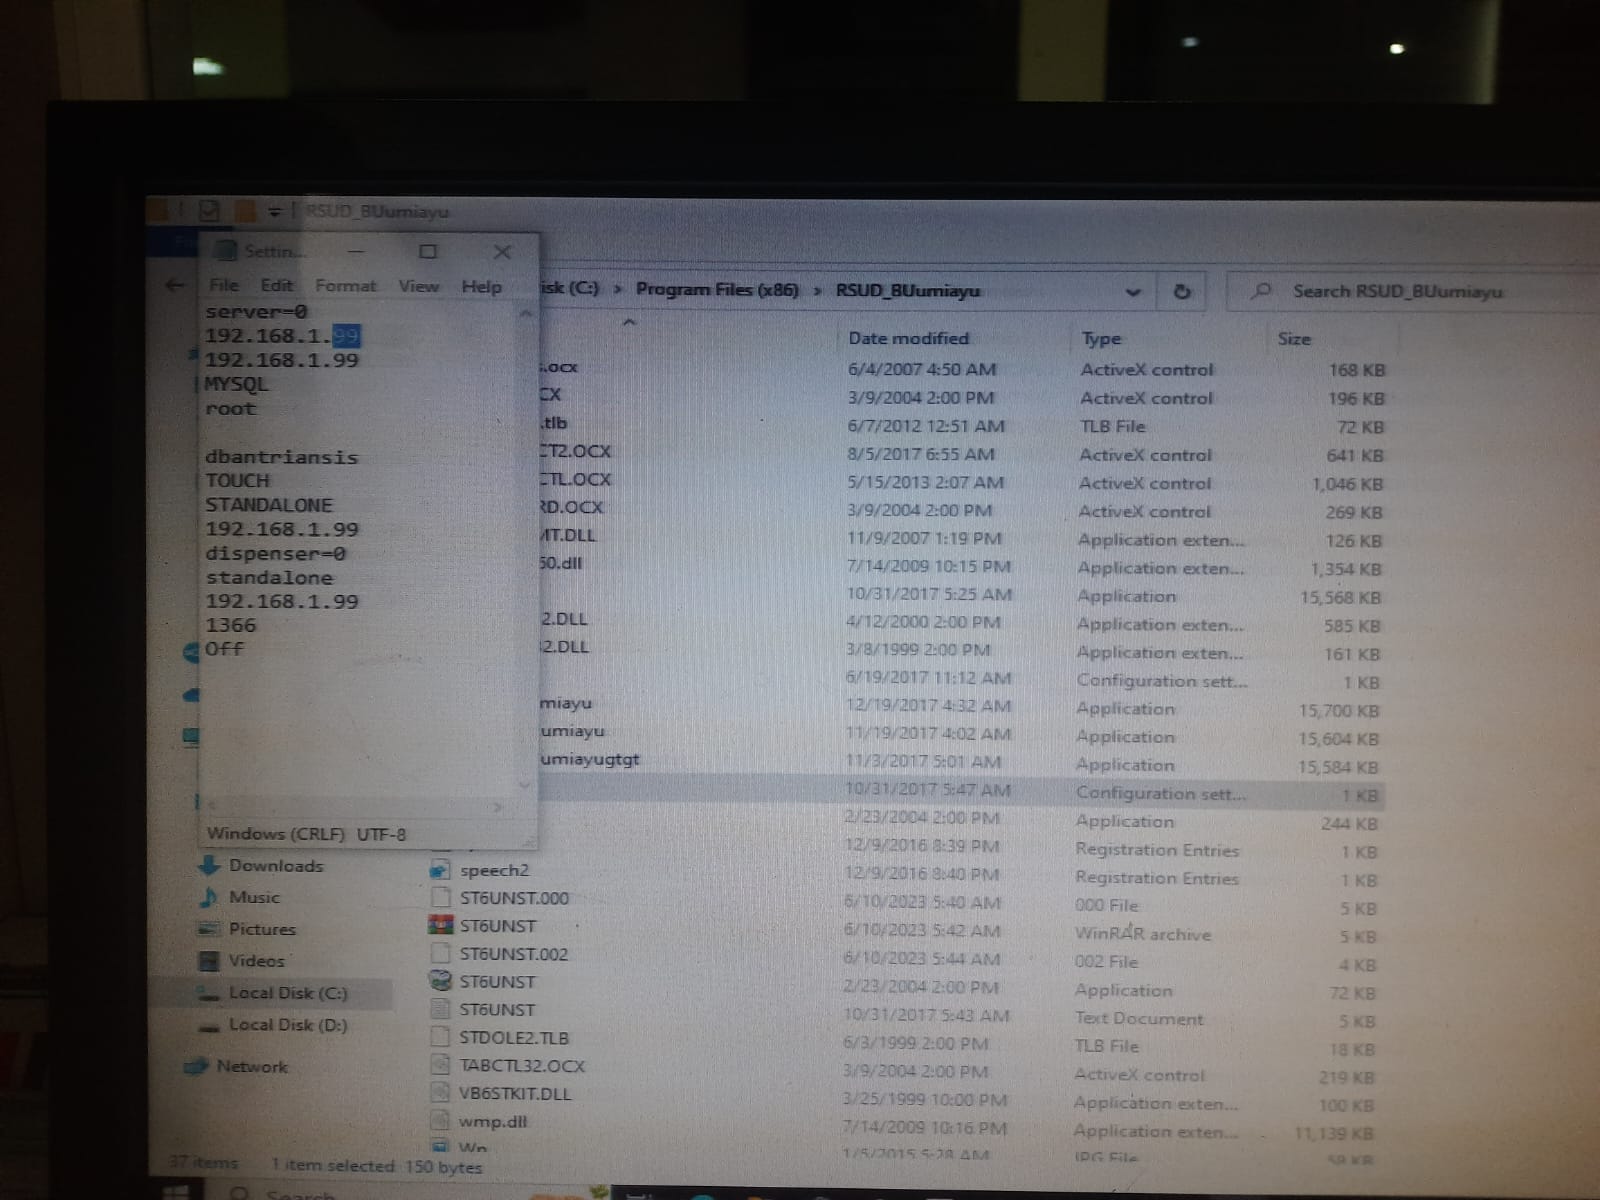 RSUD_BUumiayu
Settin...
File Edit Format View Help
server=0
192.168.1.99
192.168.1.99
MYSQL
root
dbantriansis
TOUCH
STANDALONE
192.168.1.99
dispenser=0
standalone
192.168.1.99
1366
Off
Windows (CRLF) UTF-8
isk (C:) > Program Files (x86) > RSUD_BUumiayu
Search RSUD_BUumiayu
Date modified Type Size
.ocx 6/4/2007 4:50 AM ActiveX control 168 KB
CX 3/9/2004 2:00 PM ActiveX control 196 KB
.tlb 6/7/2012 12:51 AM TLB File 72 KB
CT2.OCX 8/5/2017 6:55 AM ActiveX control 641 KB
CTL.OCX 5/15/2013 2:07 AM ActiveX control 1,046 KB
RD.OCX 3/9/2004 2:00 PM ActiveX control 269 KB
MT.DLL 11/9/2007 1:19 PM Application exten... 126 KB
50.dll 7/14/2009 10:15 PM Application exten... 1,354 KB
10/31/2017 5:25 AM Application 15,568 KB
2.DLL 4/12/2000 2:00 PM Application exten... 585 KB
2.DLL 3/8/1999 2:00 PM Application exten... 161 KB
6/19/2017 11:12 AM Configuration sett... 1 KB
miayu 12/19/2017 4:32 AM Application 15,700 KB
umiayu 11/19/2017 4:02 AM Application 15,604 KB
umiayugtgt 11/3/2017 5:01 AM Application 15,584 KB
10/31/2017 5:47 AM Configuration sett... 1 KB
2/23/2004 2:00 PM Application 244 KB
12/9/2016 8:39 PM Registration Entries 1 KB
speech2 12/9/2016 8:40 PM Registration Entries 1 KB
ST6UNST.000 6/10/2023 5:40 AM 000 File 5 KB
ST6UNST 6/10/2023 5:42 AM WinRAR archive 5 KB
ST6UNST.002 6/10/2023 5:44 AM 002 File 4 KB
ST6UNST 2/23/2004 2:00 PM Application 72 KB
ST6UNST 10/31/2017 5:43 AM Text Document 5 KB
STDOLE2.TLB 6/3/1999 2:00 PM TLB File 18 KB
TABCTL32.OCX 3/9/2004 2:00 PM ActiveX control 219 KB
VB6STKIT.DLL 3/25/1999 10:00 PM Application exten... 100 KB
wmp.dll 7/14/2009 10:16 PM Application exten... 11,139 KB
1/5/2015 5:28 AM JPG File
Downloads
Music
Pictures
Videos
Local Disk (C:)
Local Disk (D:)
Network
37 items 1 item selected 150 bytes
Search